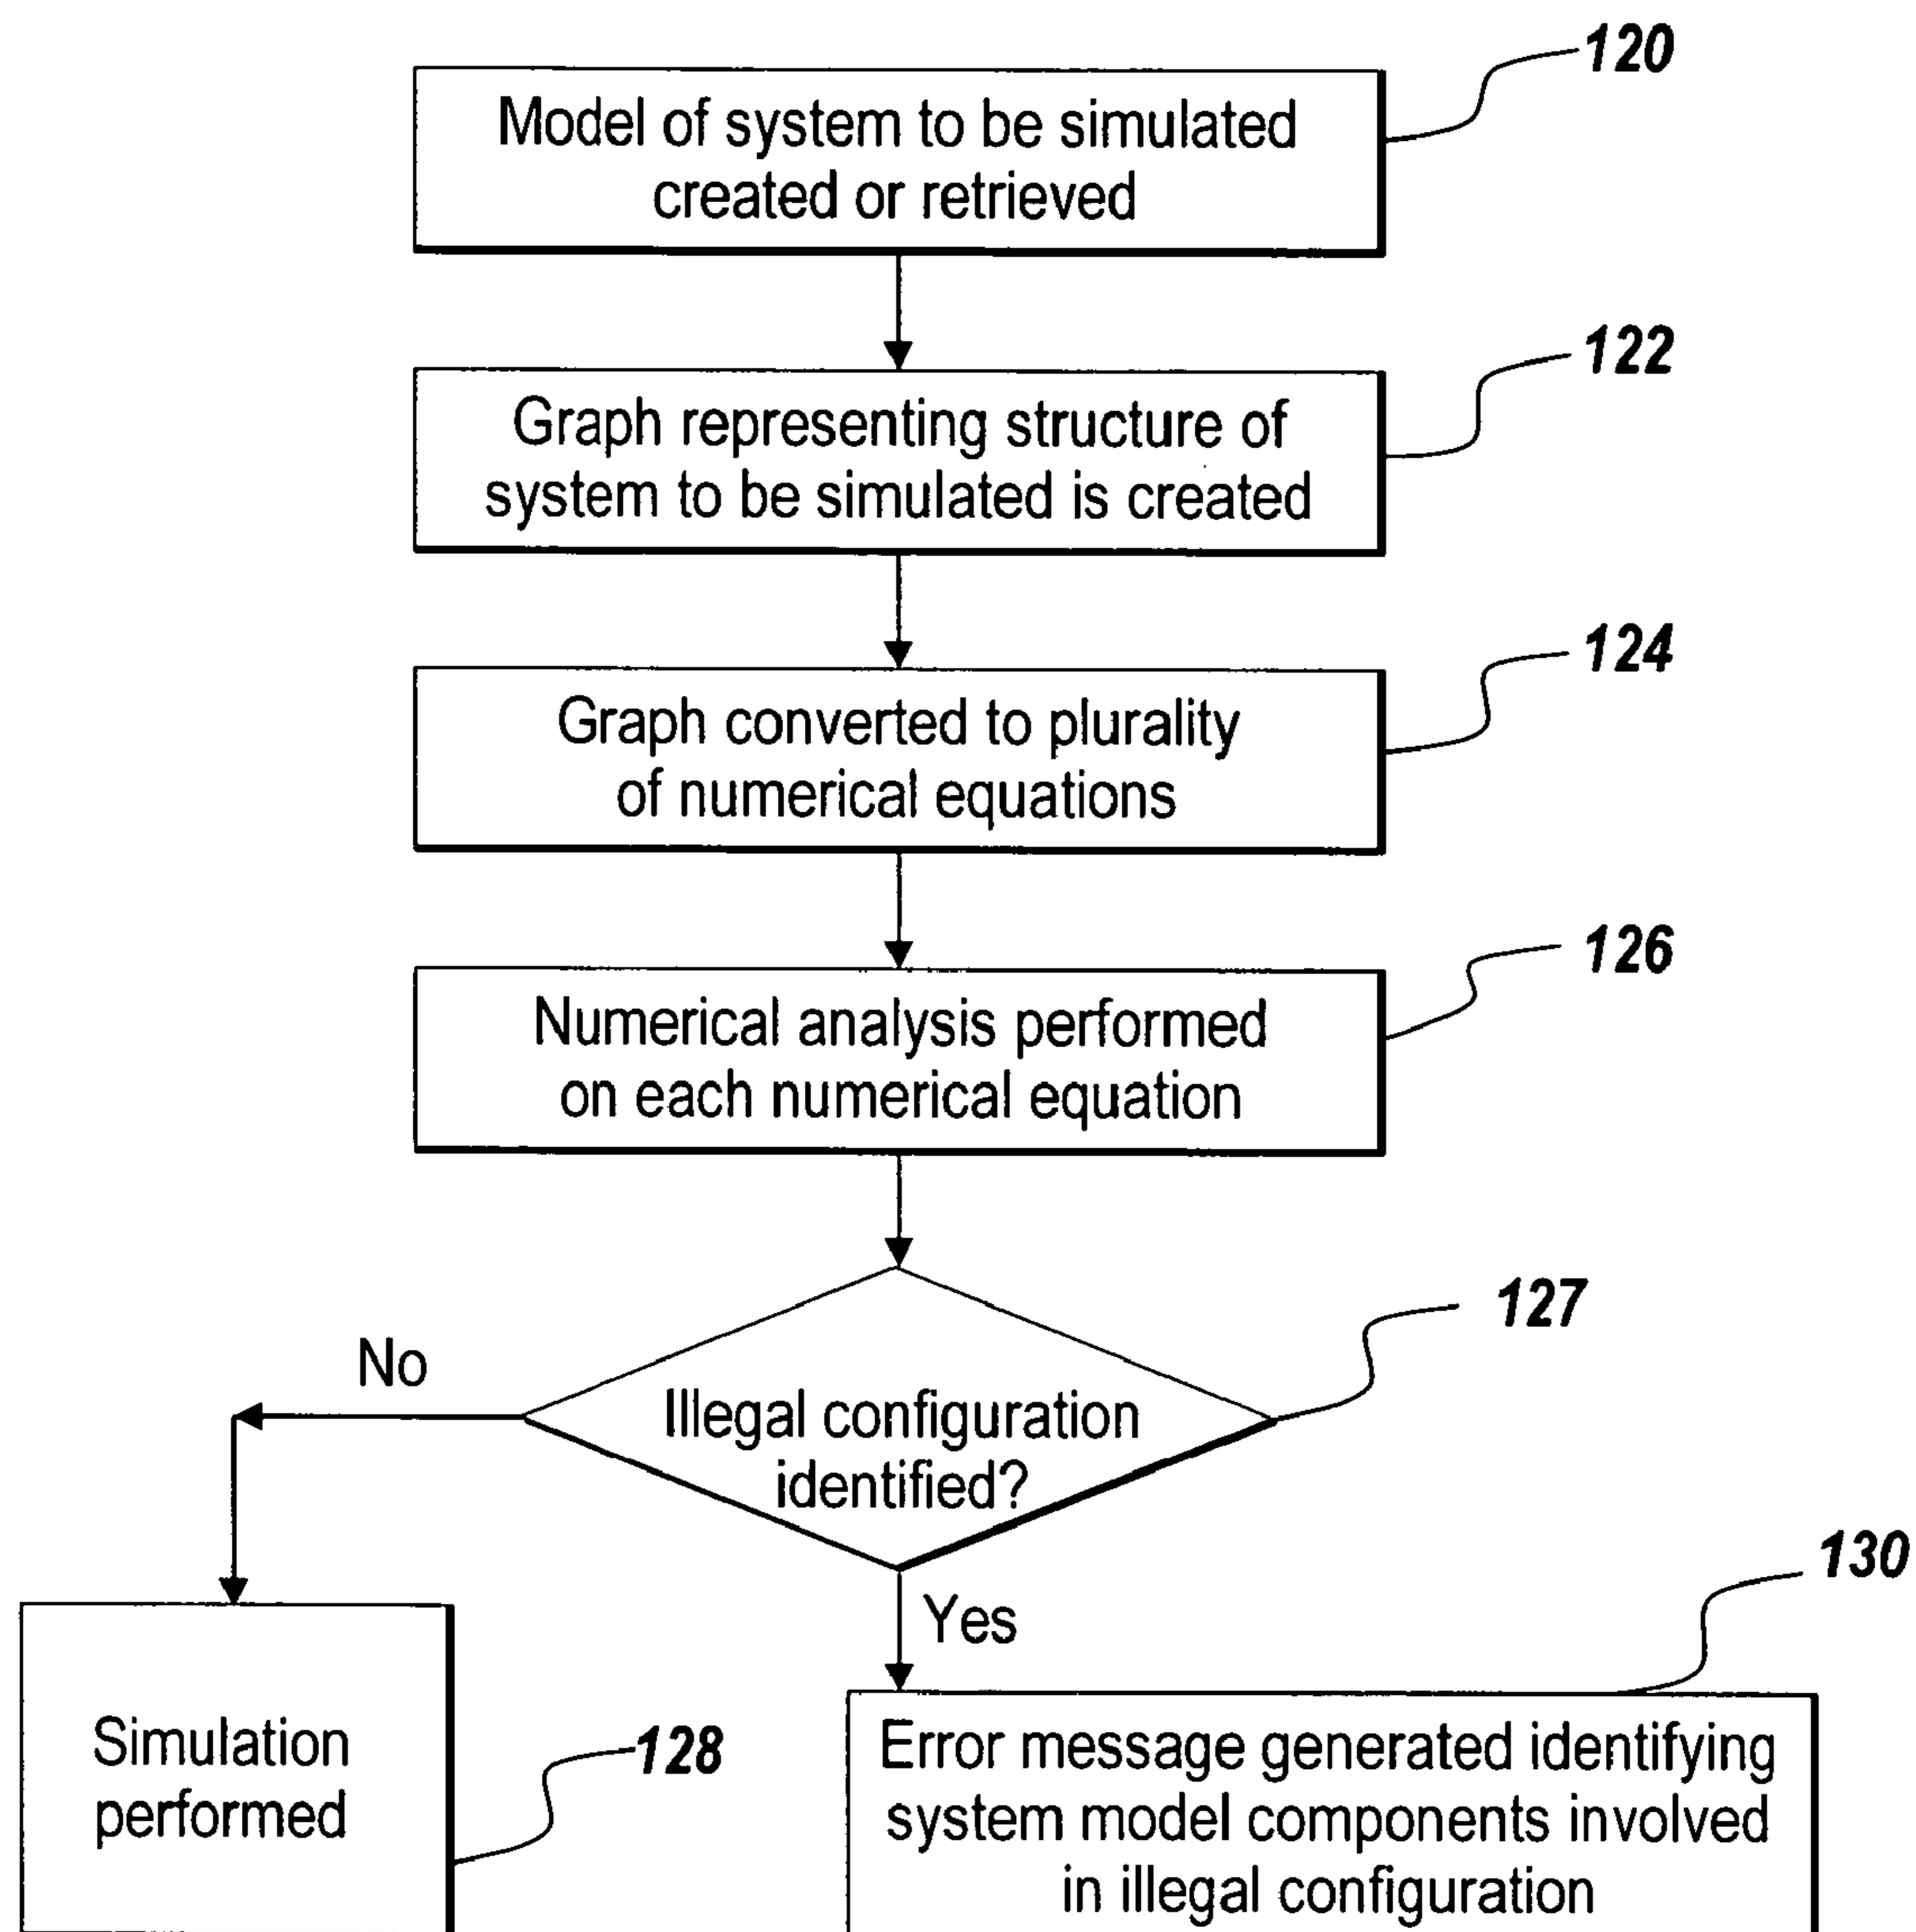 120
Model of system to be simulated
created or retrieved
122
Graph representing structure of
system to be simulated is created
124
Graph converted to plurality
of numerical equations
126
Numerical analysis performed
on each numerical equation
127
No
Illegal configuration
identified?
130
Yes
Simulation
performed
128
Error message generated identifying
system model components involved
in illegal configuration